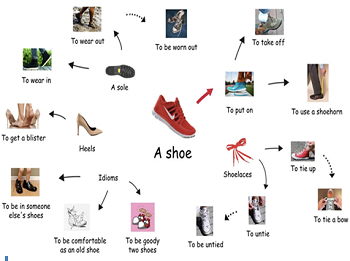 To wear out
To be worn out
To take off
To wear in
A sole
To put on
To use a shoehorn
To get a blister
Heels
A shoe
Shoelaces
To tie up
Idioms
To be in someone
else's shoes
To be comfortable
as an old shoe
To be goody
two shoes
To be untied
To untie
To tie a bow